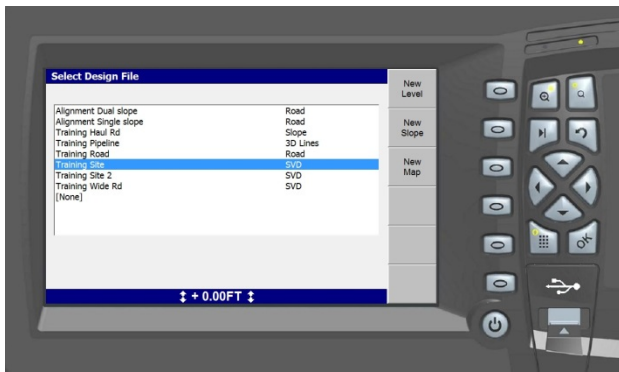 Select Design File
Alignment Dual slope Road
Alignment Single slope Road
Training Haul Rd Slope
Training Pipeline 3D Lines
Training Road Road
Training Site SVD
Training Site 2 SVD
Training Wide Rd SVD
[None]
New
Level
New
Slope
New
Map
+ 0.00FT
OK